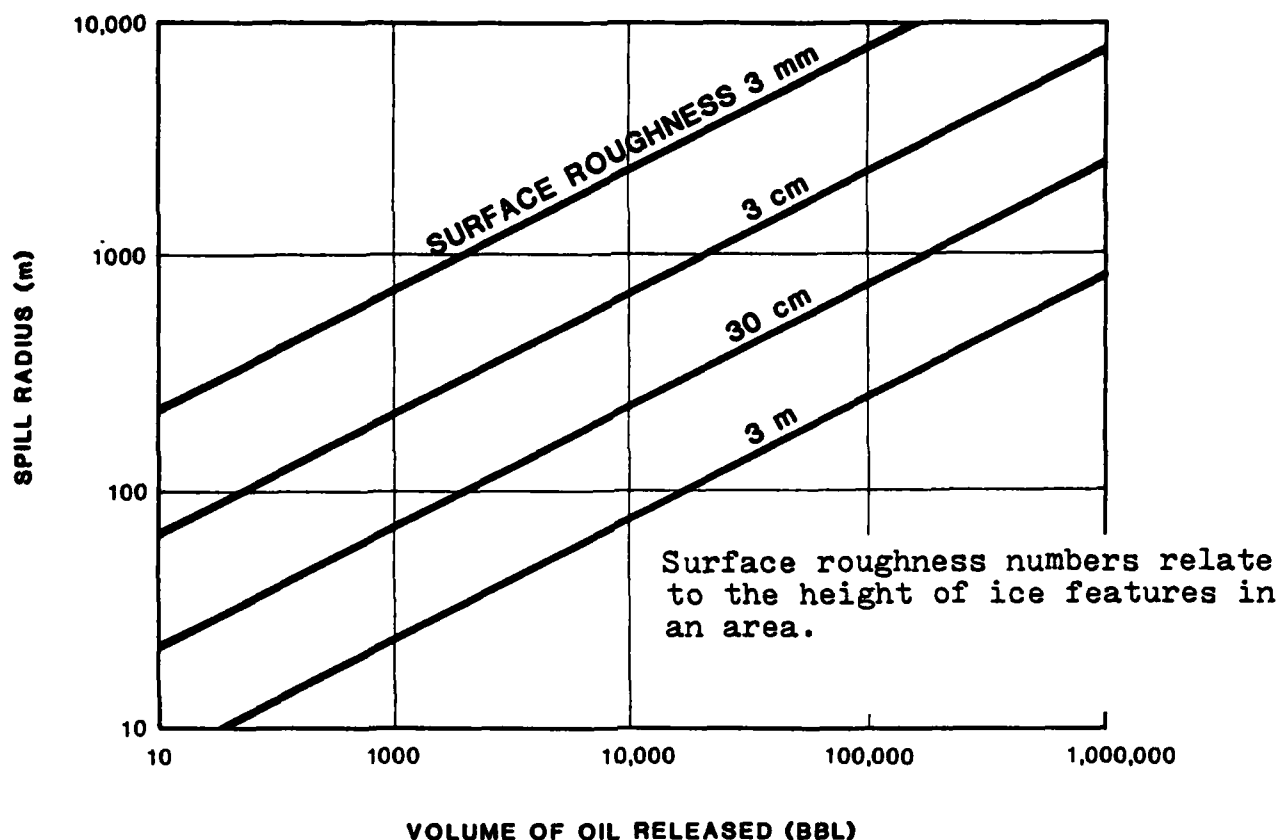 10,000
1000
100
10
SPILL RADIUS (m)
SURFACE ROUGHNESS 3 mm
3 cm
30 cm
3 m
Surface roughness numbers relate
to the height of ice features in
an area.
10
1000
10,000
100,000
1,000,000
VOLUME OF OIL RELEASED (BBL)